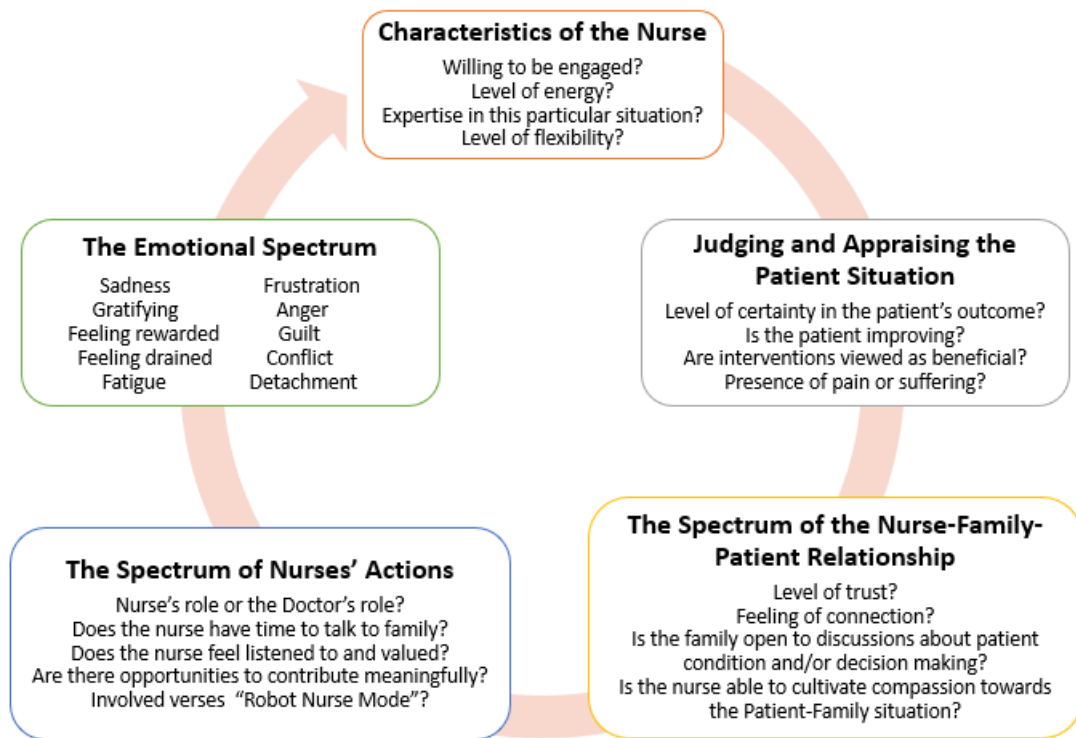 Characteristics of the Nurse
Willing to be engaged?
Level of energy?
Expertise in this particular situation?
Level of flexibility?
Judging and Appraising the
Patient Situation
Level of certainty in the patient's outcome?
Is the patient improving?
Are interventions viewed as beneficial?
Presence of pain or suffering?
The Spectrum of the Nurse-Family-
Patient Relationship
Level of trust?
Feeling of connection?
Is the family open to discussions about patient
condition and/or decision making?
Is the nurse able to cultivate compassion towards
the Patient-Family situation?
The Spectrum of Nurses' Actions
Nurse's role or the Doctor's role?
Does the nurse have time to talk to family?
Does the nurse feel listened to and valued?
Are there opportunities to contribute meaningfully?
Involved verses  "Robot Nurse Mode"?
The Emotional Spectrum
Sadness
Gratifying
Feeling rewarded
Feeling drained
Fatigue
Frustration
Anger
Guilt
Conflict
Detachment